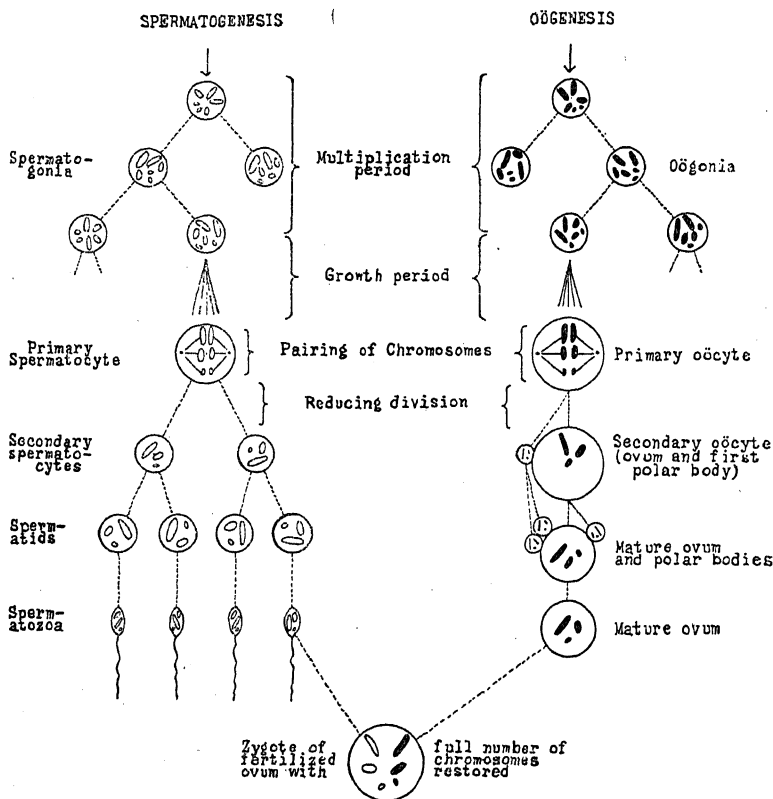 SPERMATOGENESIS
OÖGENESIS
Spermato-
gonia
Multiplication
period
Oögonia
Growth period
Primary
Spermatocyte
Pairing of Chromosomes
Primary oöcyte
Reducing division
Secondary
spermato-
cytes
Secondary oöcyte
(ovum and first
polar body)
Sperm-
atids
Mature ovum
and polar bodies
Sperm-
atozoa
Mature ovum
Zygote of
fertilized
ovum with
full number of
chromosomes
restored